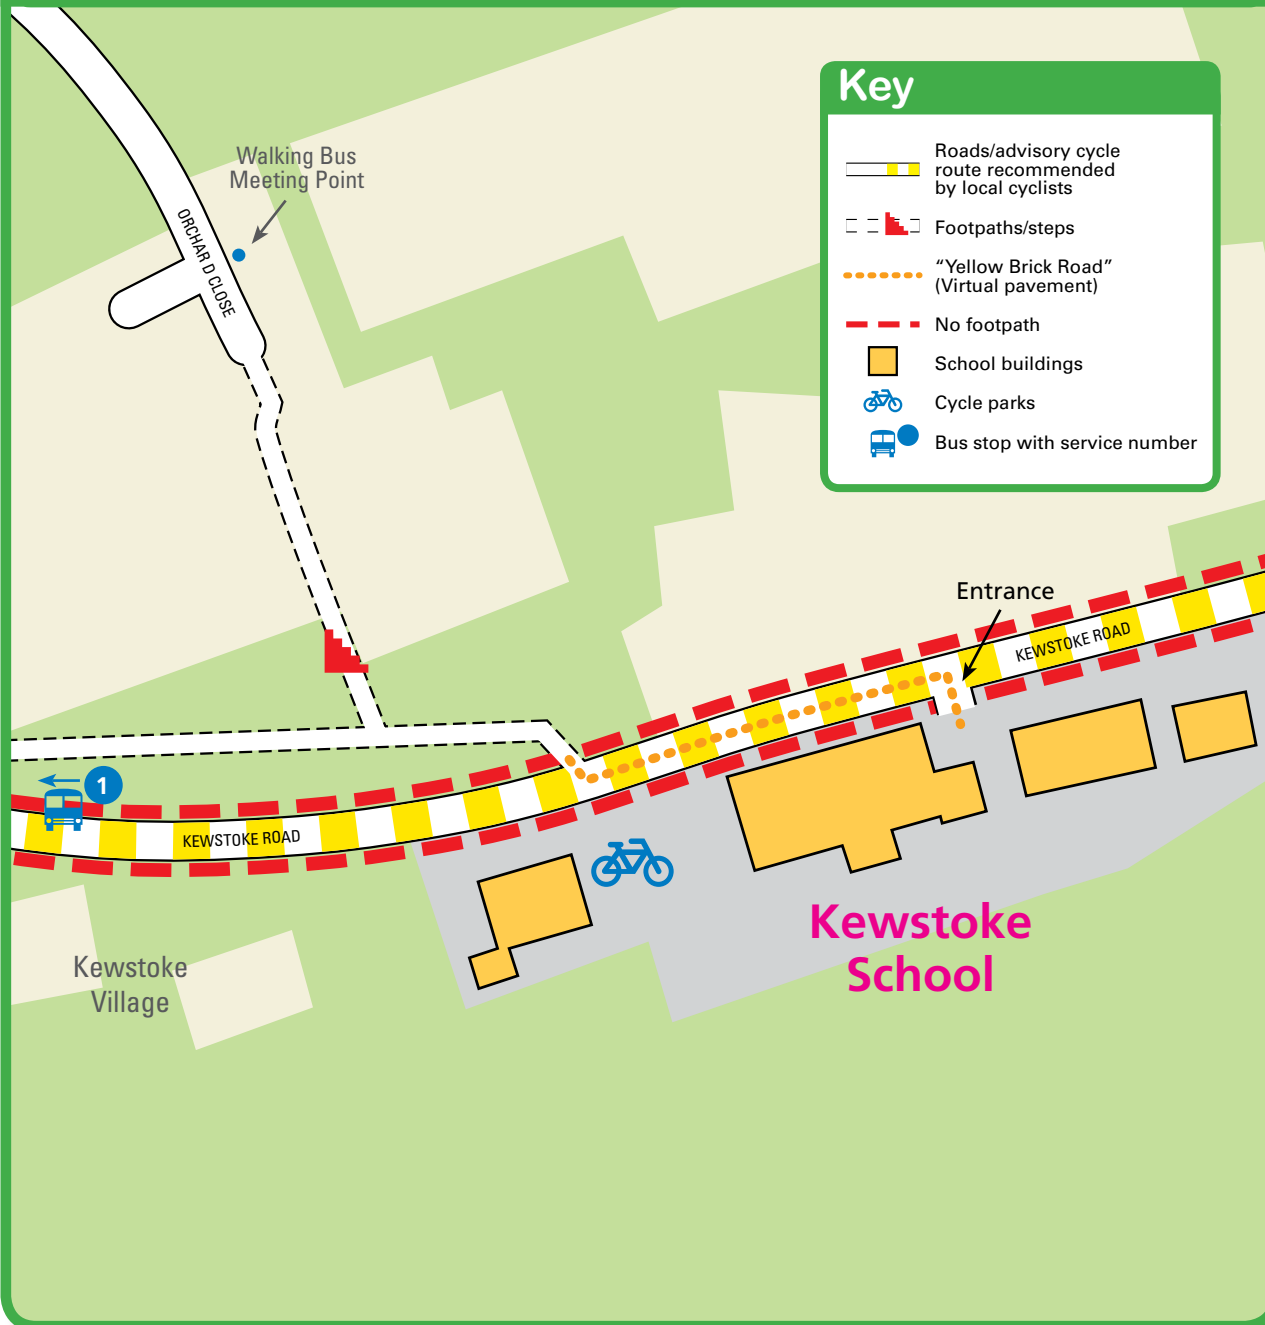 Key
Roads/advisory cycle
route recommended
by local cyclists
Footpaths/steps
“Yellow Brick Road”
(Virtual pavement)
No footpath
School buildings
Cycle parks
Bus stop with service number
Walking Bus
Meeting Point
ORCHAR D CLOSE
Entrance
KEWSTOKE ROAD
1
KEWSTOKE ROAD
Kewstoke
School
Kewstoke
Village